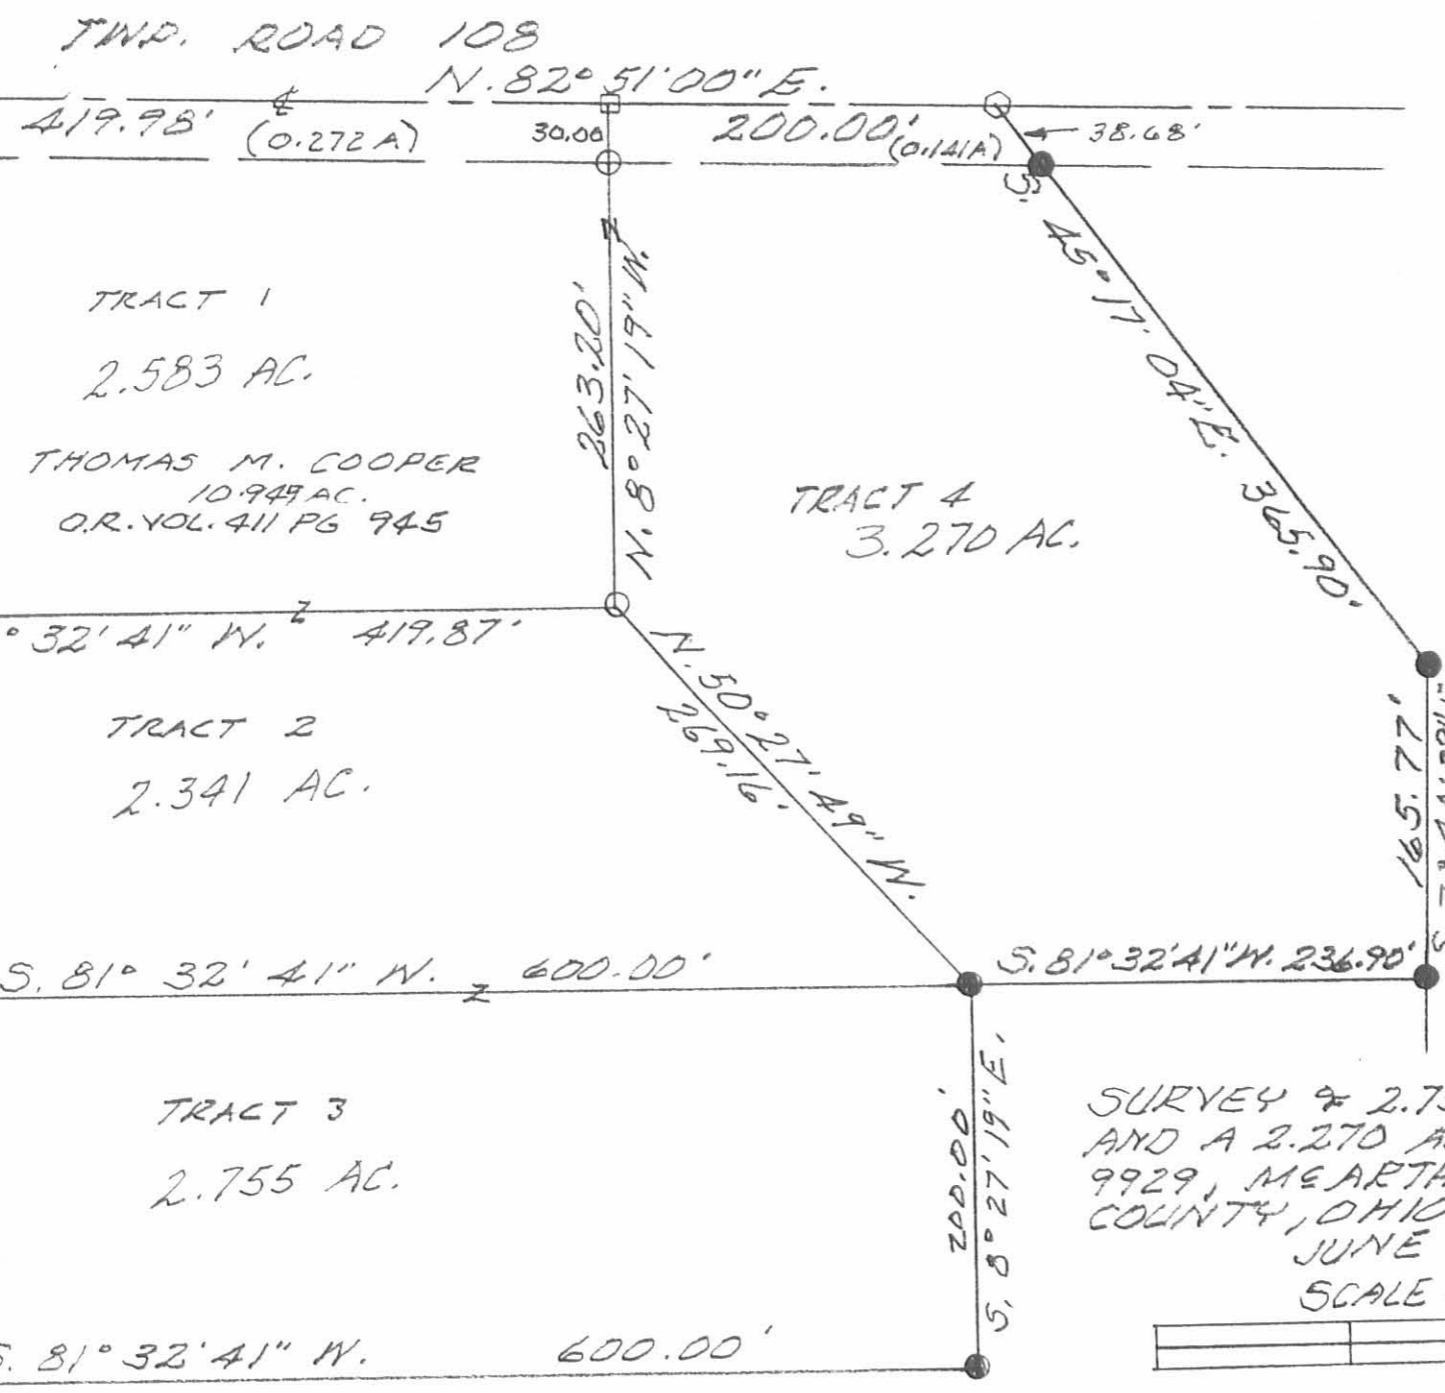 TWP. ROAD 108
N. 82° 51' 00" E.
419.98'
(0.272 A)
30.00
200.00'
(0.141A)
38.68'
S. 45° 17' 04" E. 365.90'
263.20'
N. 8° 27' 19" W.
TRACT 1
2.583 AC.
THOMAS M. COOPER
10.949 AC.
O.R. VOL. 411 PG 945
TRACT 4
3.270 AC.
° 32' 41" W. 419.87'
N. 50° 27' 49" W.
269.16'
TRACT 2
2.341 AC.
165.77'
S. 81° 32' 41" W. 600.00'
S. 81° 32' 41" W. 236.90'
TRACT 3
2.755 AC.
200.00'
S. 8° 27' 19" E.
SURVEY OF 2.7
AND A 2.270 A
9929, McARTH
COUNTY, OHIO
JUNE
SCALE
S. 81° 32' 41" W. 600.00'